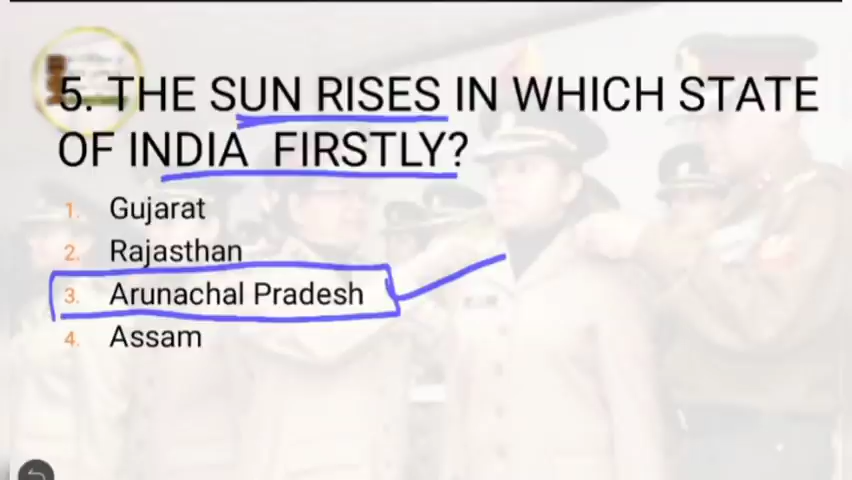 5. THE SUN RISES IN WHICH STATE
OF INDIA FIRSTLY?
1. Gujarat
2. Rajasthan
3. Arunachal Pradesh
4. Assam